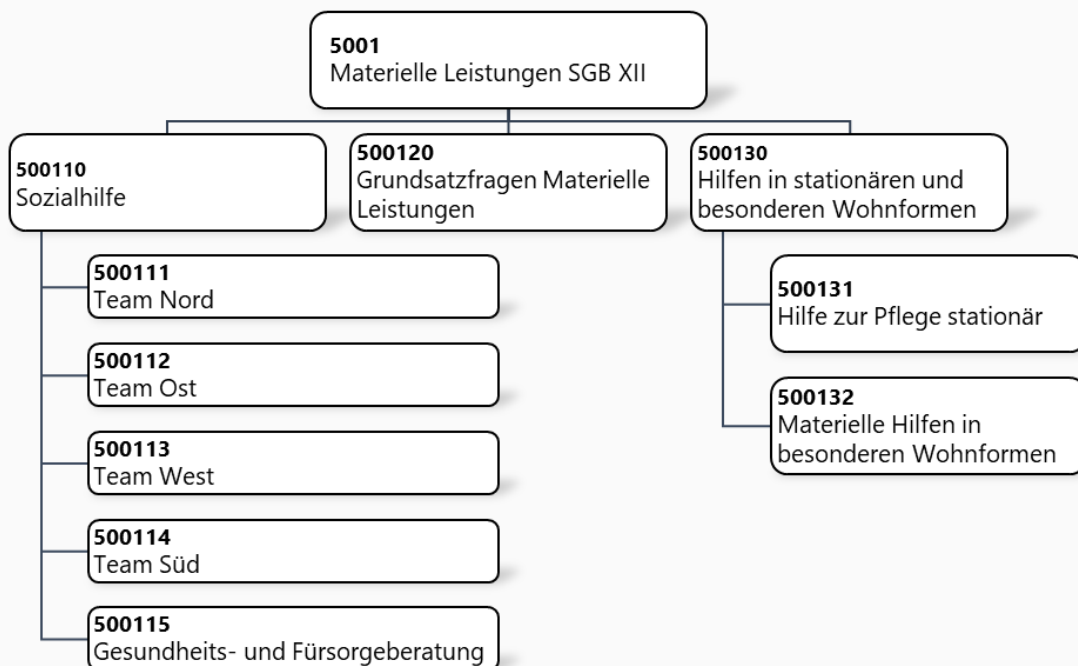 5001
Materielle Leistungen SGB XII
500110
Sozialhilfe
500120
Grundsatzfragen Materielle
Leistungen
500130
Hilfen in stationären und
besonderen Wohnformen
500111
Team Nord
500112
Team Ost
500113
Team West
500114
Team Süd
500115
Gesundheits- und Fürsorgeberatung
500131
Hilfe zur Pflege stationär
500132
Materielle Hilfen in
besonderen Wohnformen